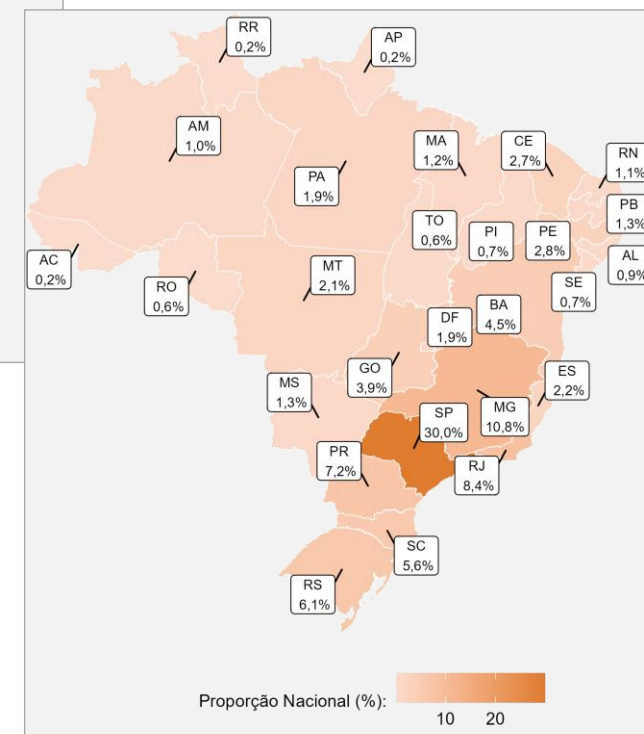 RR
0,2%
AP
0,2%
AM
1,0%
MA
1,2%
CE
2,7%
RN
1,1%
PA
1,9%
PB
1,3%
TO
0,6%
PI
0,7%
PE
2,8%
AL
0,9%
AC
0,2%
RO
0,6%
MT
2,1%
SE
0,7%
BA
4,5%
DF
1,9%
GO
3,9%
ES
2,2%
MS
1,3%
SP
30,0%
MG
10,8%
PR
7,2%
RJ
8,4%
SC
5,6%
RS
6,1%
Proporção Nacional (%):
10 20